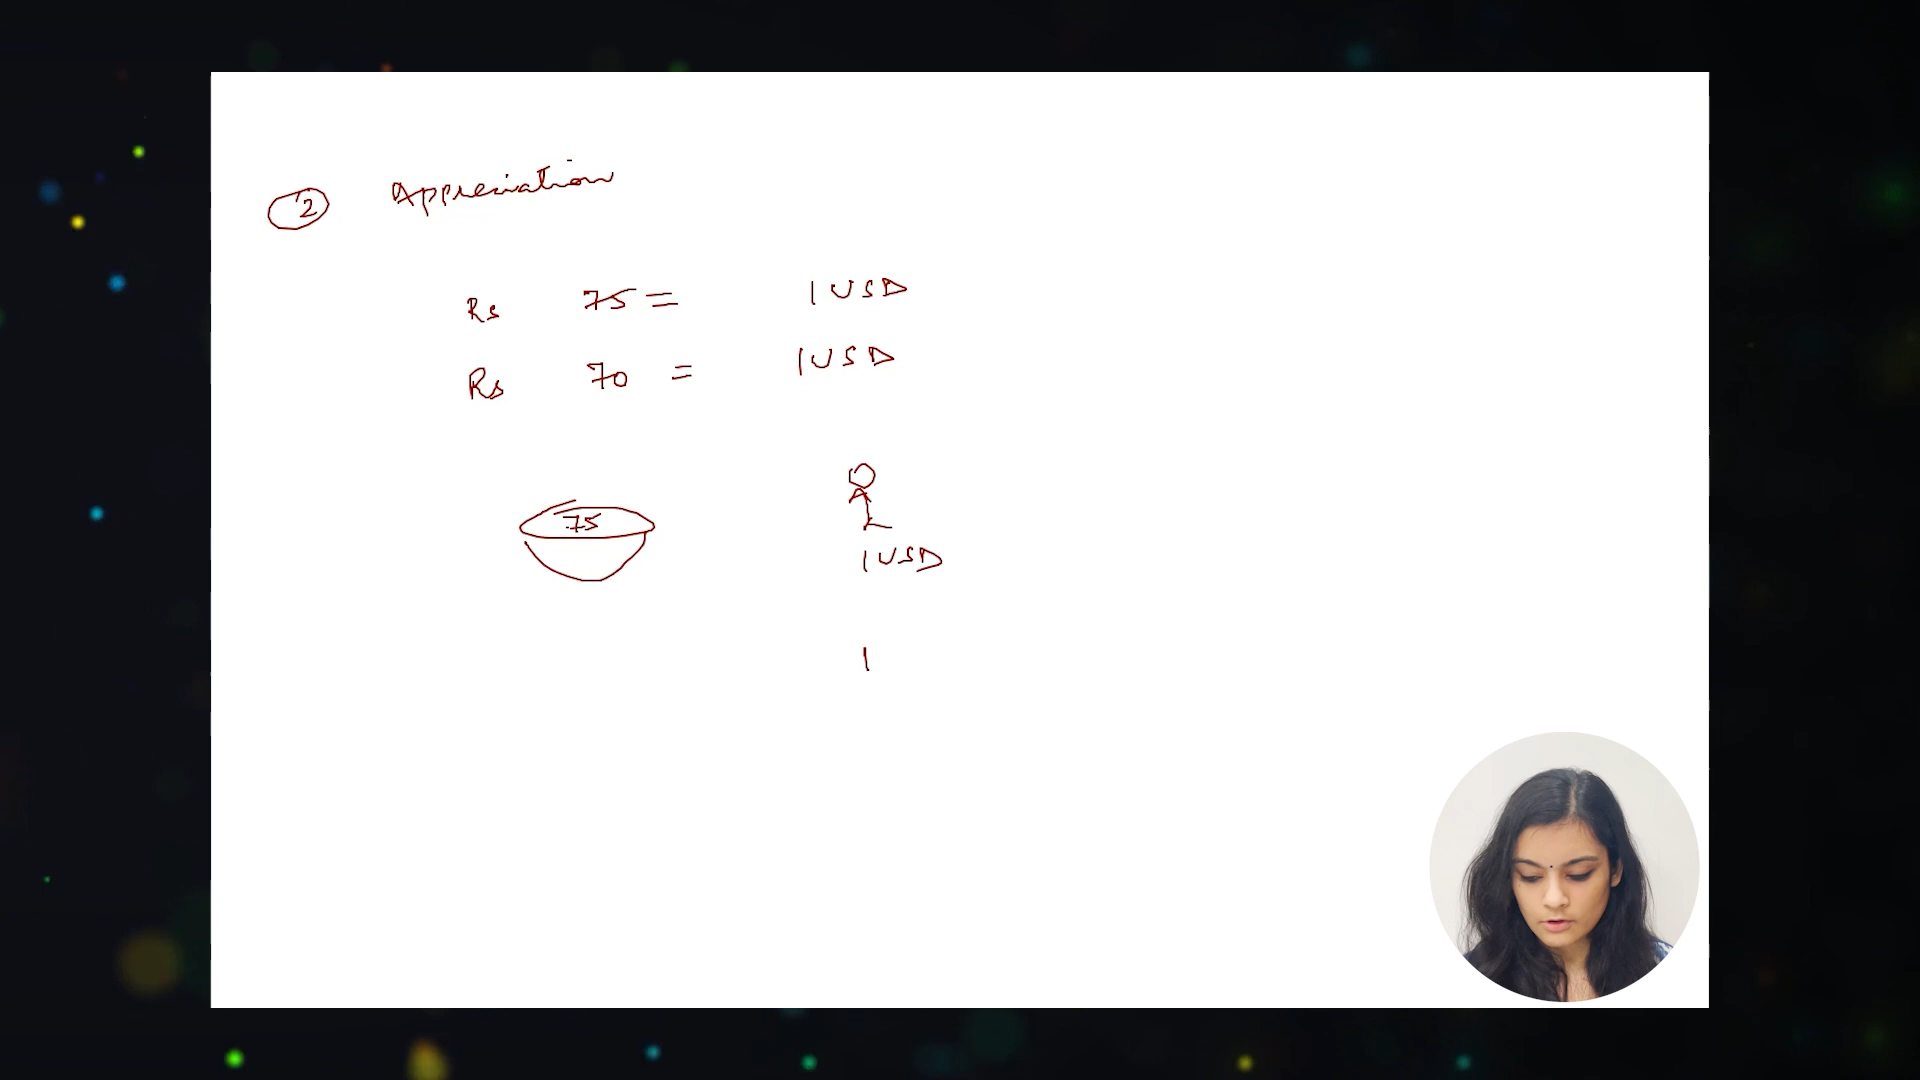 2 Appreciation
Rs 75 = 1 USD
Rs 70 = 1 USD
75
1 USD
1